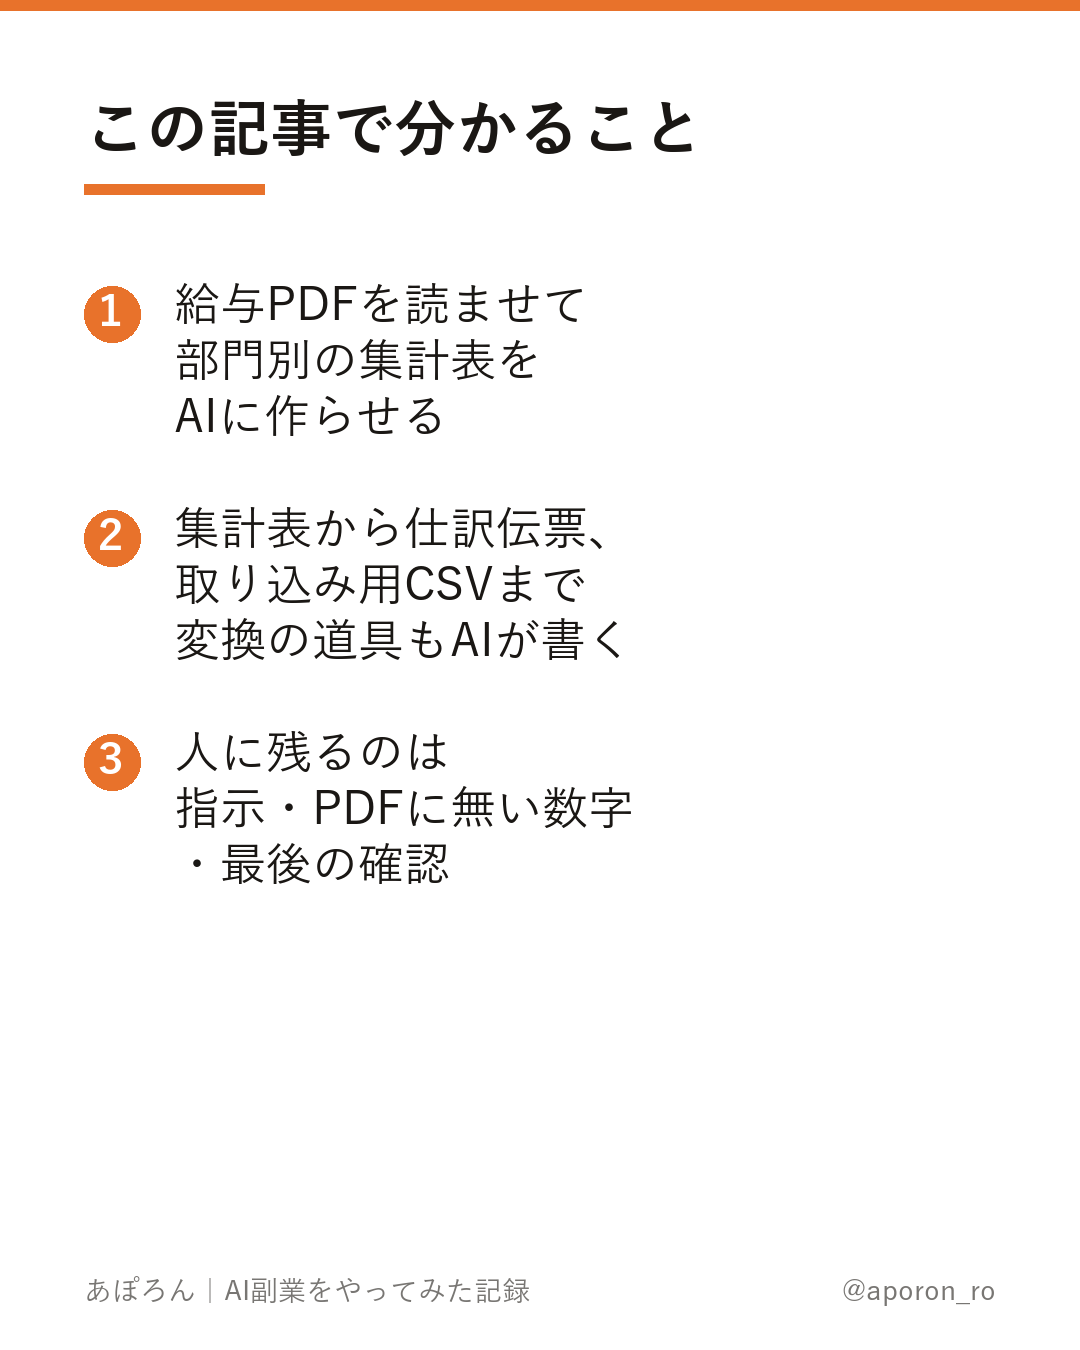 この記事で分かること
1 給与PDFを読ませて
部門別の集計表を
AIに作らせる
2 集計表から仕訳伝票、
取り込み用CSVまで
変換の道具もAIが書く
3 人に残るのは
指示・PDFに無い数字
・最後の確認
あぽろん｜AI副業をやってみた記録
@aporon_ro